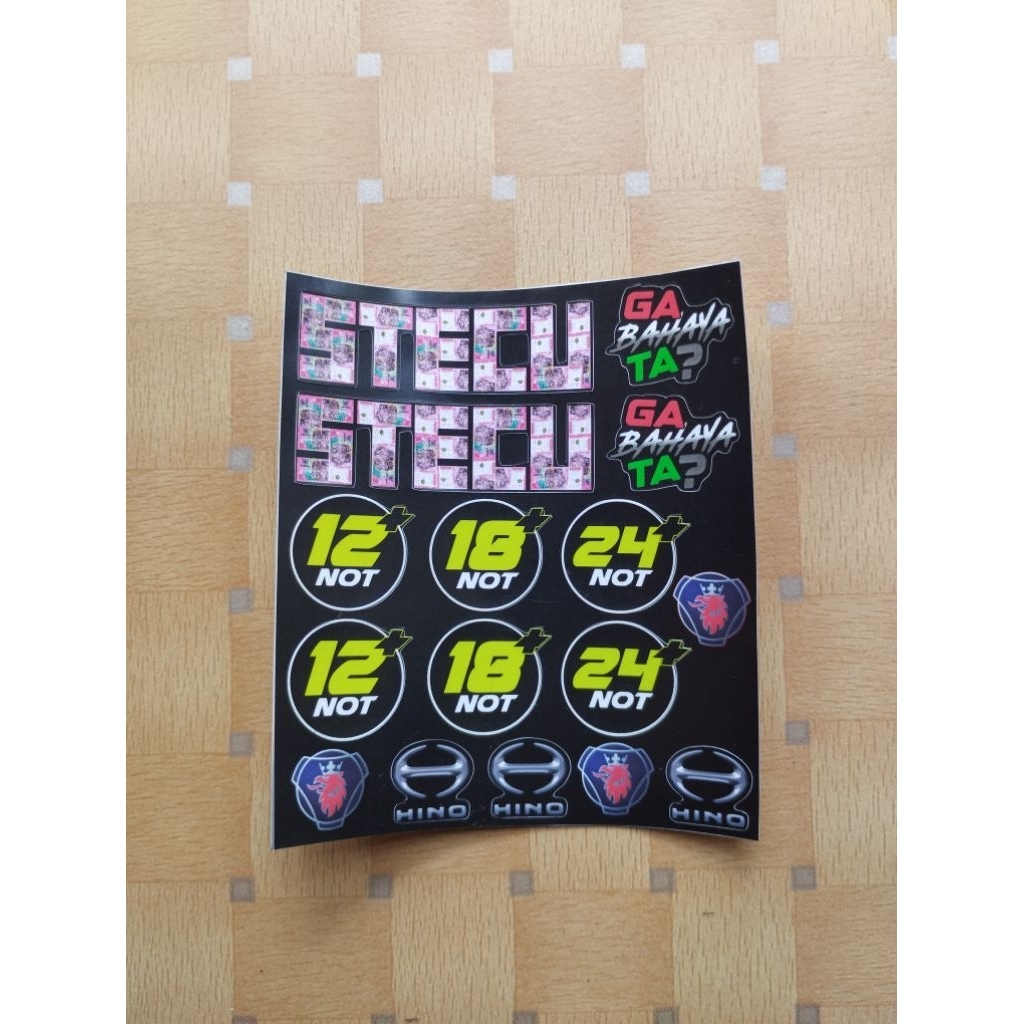 STECU
GA
BAHAYA
TA?
STECU
GA
BAHAYA
TA?
12+
NOT
18+
NOT
24+
NOT
12+
NOT
18+
NOT
24+
NOT
HINO
HINO
HINO